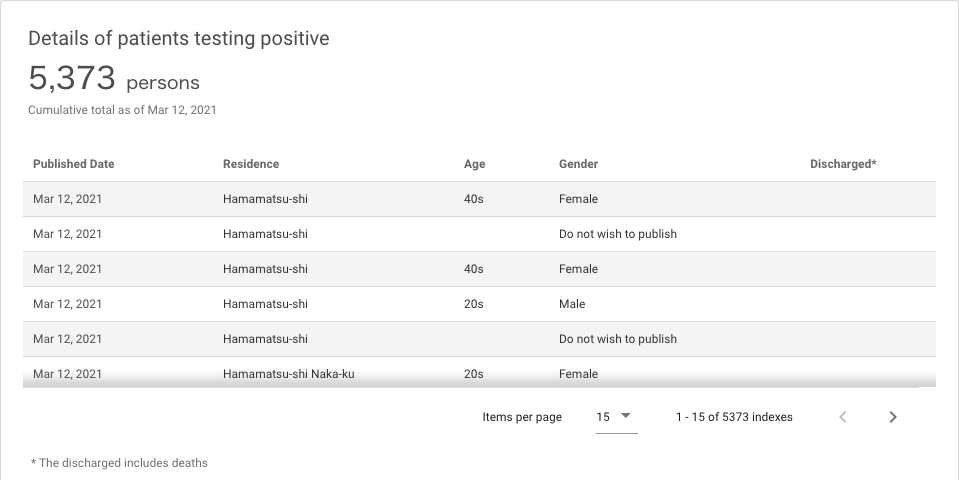 Details of patients testing positive
5,373 persons
Cumulative total as of Mar 12, 2021
Published Date Residence Age Gender Discharged*
Mar 12, 2021 Hamamatsu-shi 40s Female
Mar 12, 2021 Hamamatsu-shi Do not wish to publish
Mar 12, 2021 Hamamatsu-shi 40s Female
Mar 12, 2021 Hamamatsu-shi 20s Male
Mar 12, 2021 Hamamatsu-shi Do not wish to publish
Mar 12, 2021 Hamamatsu-shi Naka-ku 20s Female
Items per page 15 1 - 15 of 5373 indexes
* The discharged includes deaths